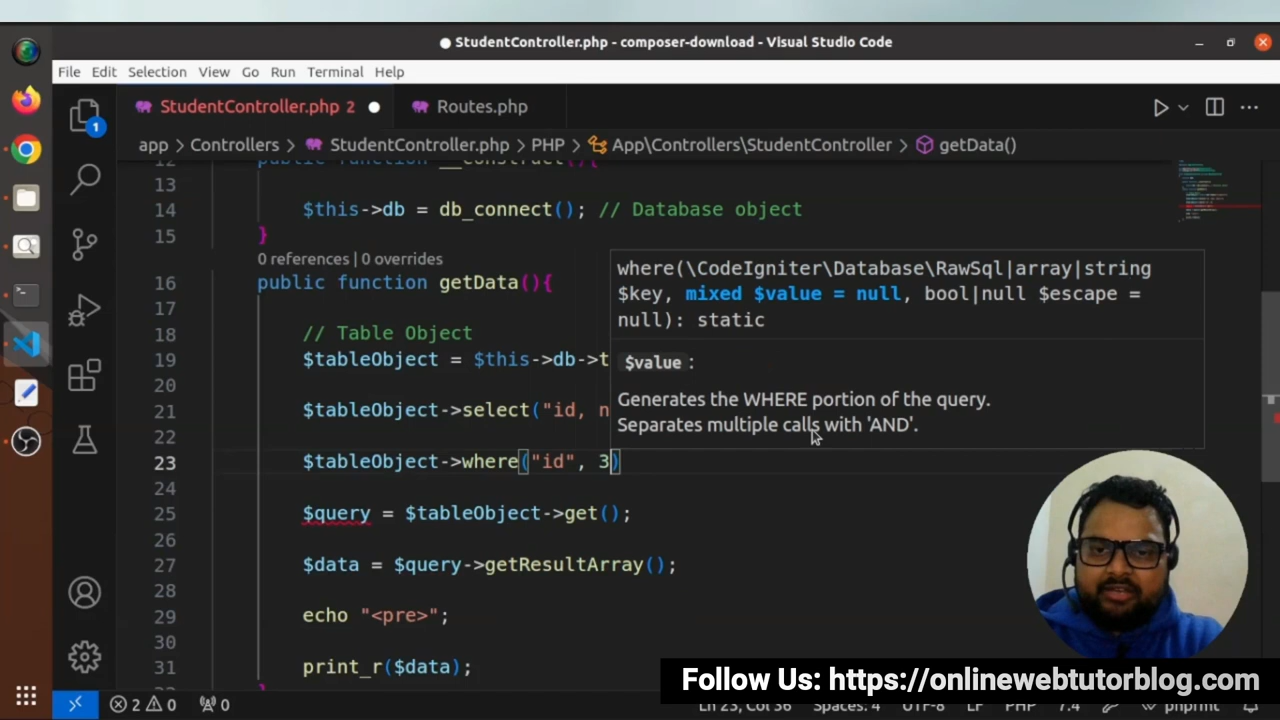 StudentController.php - composer-download - Visual Studio Code
File Edit Selection View Go Run Terminal Help
StudentController.php 2 Routes.php
app > Controllers > StudentController.php > PHP > App\Controllers\StudentController > getData()
13
14 $this->db = db_connect(); // Database object
15 }
0 references | 0 overrides
16 public function getData(){
17
18 // Table Object
19 $tableObject = $this->db->t
20
21 $tableObject->select("id, n
22
23 $tableObject->where("id", 3)
24
25 $query = $tableObject->get();
26
27 $data = $query->getResultArray();
28
29 echo "<pre>";
30
31 print_r($data);
where(\CodeIgniter\Database\RawSql|array|string
$key, mixed $value = null, bool|null $escape =
null): static
$value:
Generates the WHERE portion of the query.
Separates multiple calls with 'AND'.
1
2 0 0
Follow Us: https://onlinewebtutorblog.com